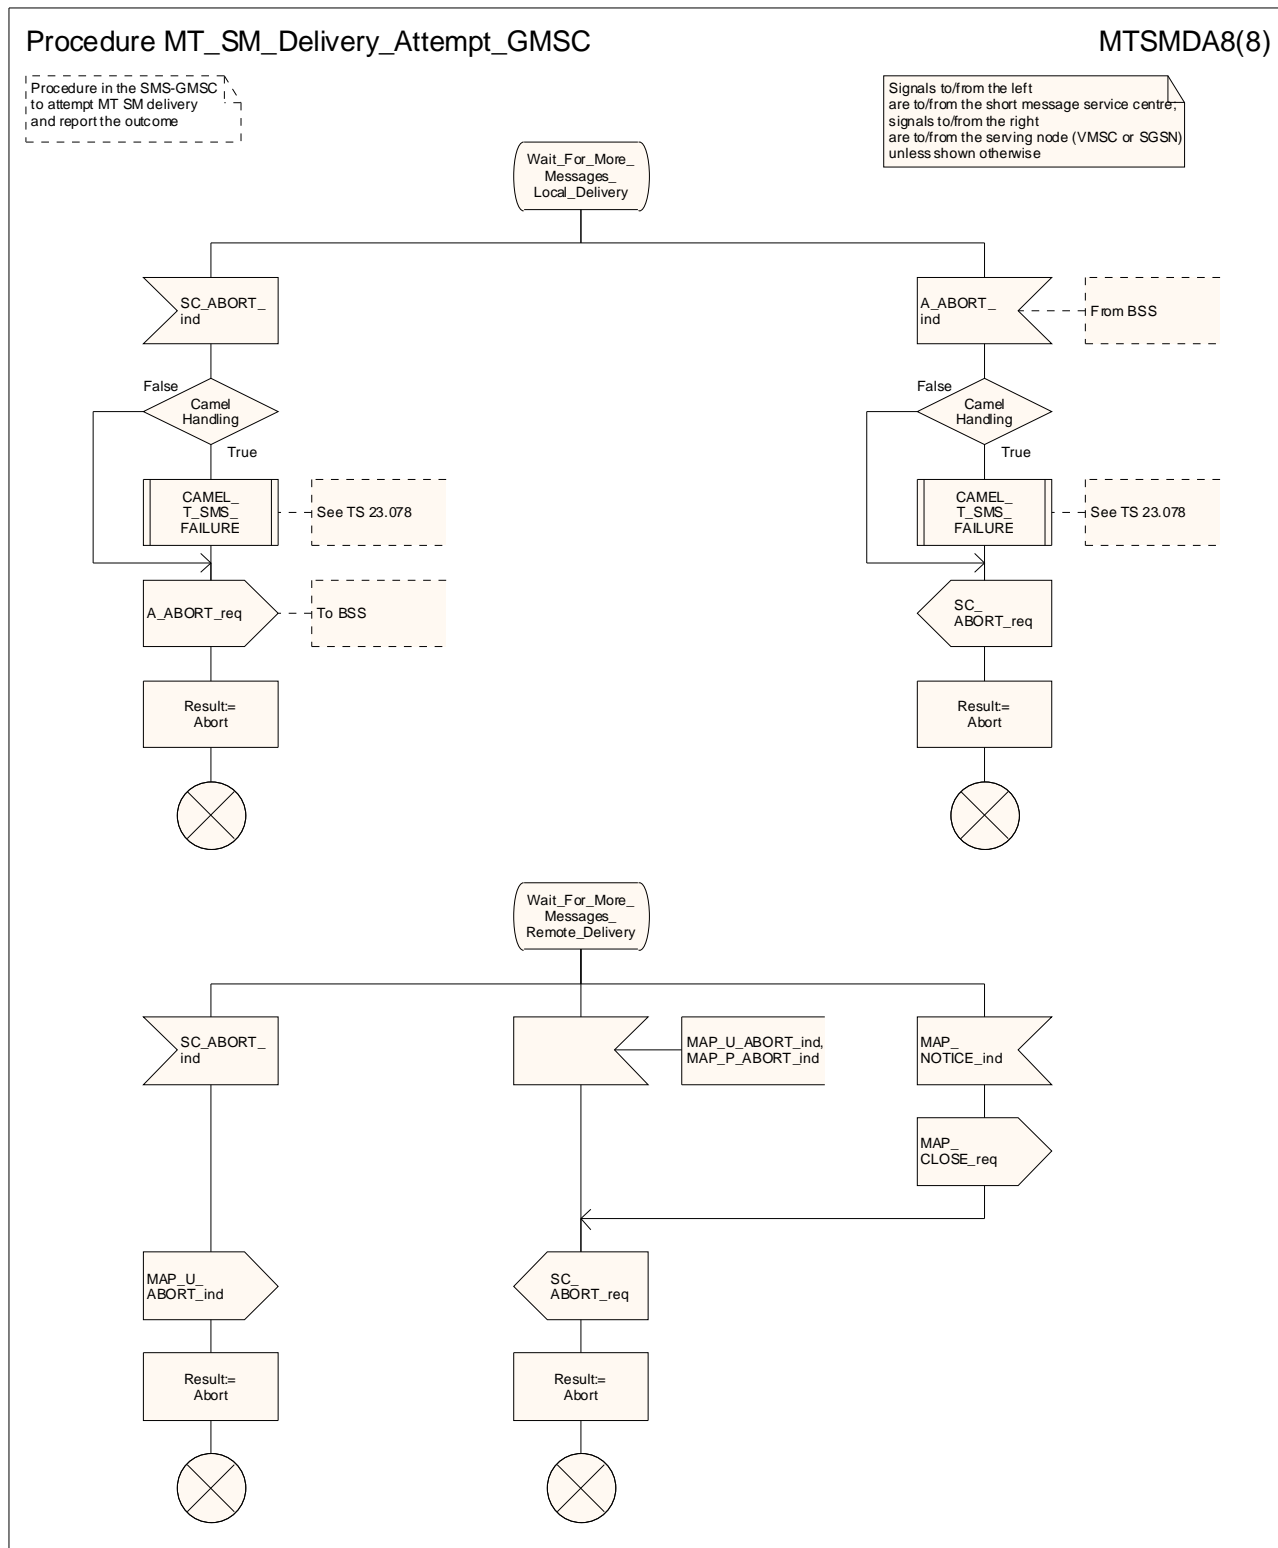 Procedure MT_SM_Delivery_Attempt_GMSC
MTSMDA8(8)
Procedure in the SMS-GMSC
to attempt MT SM delivery
and report the outcome
Signals to/from the left
are to/from the short message service centre;
signals to/from the right
are to/from the serving node (VMSC or SGSN)
unless shown otherwise
Wait_For_More_
Messages_
Local_Delivery
SC_ABORT_
ind
A_ABORT_
ind
From BSS
False
Camel
Handling
True
False
Camel
Handling
True
CAMEL_
T_SMS_
FAILURE
See TS 23.078
CAMEL_
T_SMS_
FAILURE
See TS 23.078
A_ABORT_req
To BSS
SC_
ABORT_req
Result:=
Abort
Result:=
Abort
Wait_For_More_
Messages_
Remote_Delivery
SC_ABORT_
ind
MAP_U_ABORT_ind,
MAP_P_ABORT_ind
MAP_
NOTICE_ind
MAP_
CLOSE_req
MAP_U_
ABORT_ind
SC_
ABORT_req
Result:=
Abort
Result:=
Abort